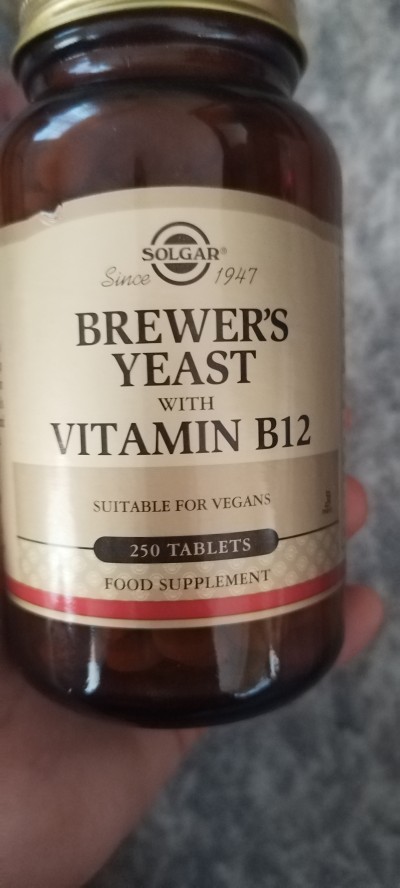 SOLGAR®
Since 1947
BREWER'S
YEAST
WITH
VITAMIN B12
SUITABLE FOR VEGANS
250 TABLETS
FOOD SUPPLEMENT